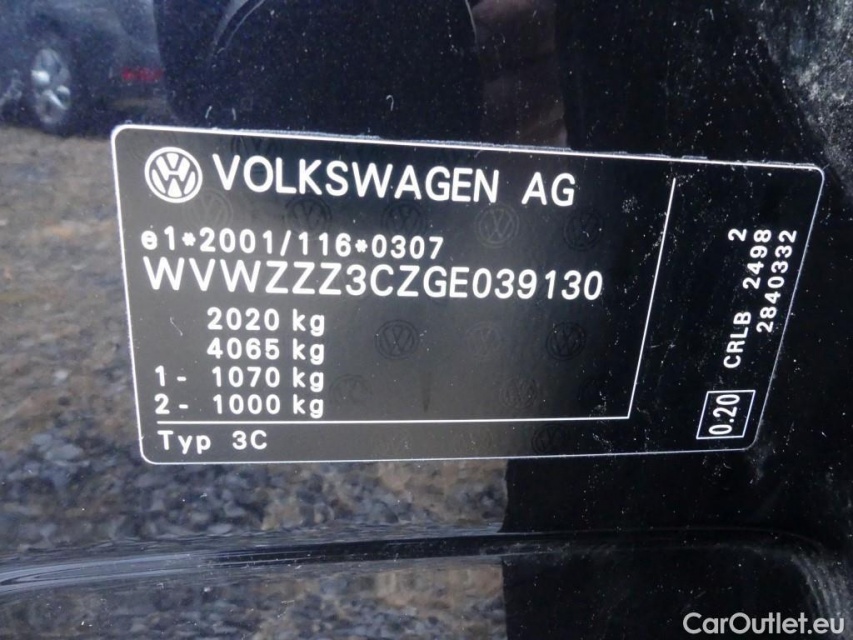 VOLKSWAGEN AG
e1*2001/116*0307
WVWZZZ3CZGE039130
2020 kg
4065 kg
1- 1070 kg
2- 1000 kg
Typ 3C
2
CRLB 2498
2840332
0.20
CarOutlet.eu